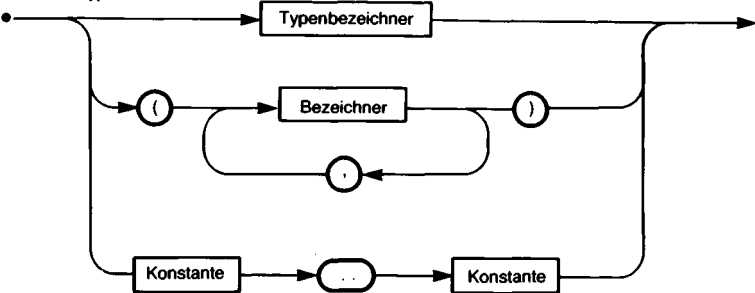 Typenbezeichner
( Bezeichner )
,
Konstante .. Konstante